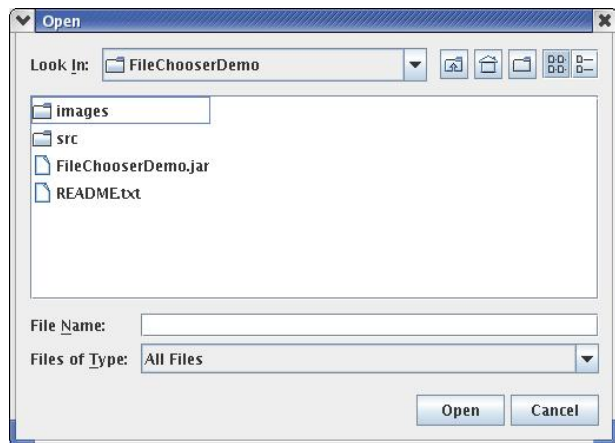 Open
Look In: FileChooserDemo
images
src
FileChooserDemo.jar
README.txt
File Name:
Files of Type: All Files
Open Cancel